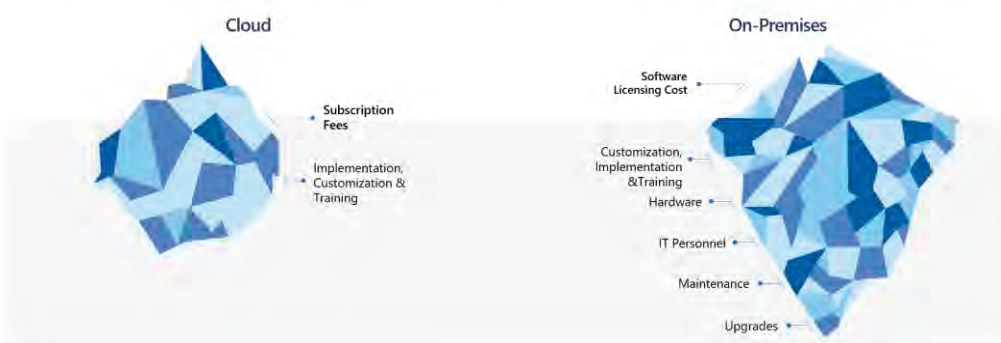 Cloud
Subscription
Fees
Implementation,
Customization &
Training
On-Premises
Software
Licensing Cost
Customization,
Implementation
&Training
Hardware
IT Personnel
Maintenance
Upgrades